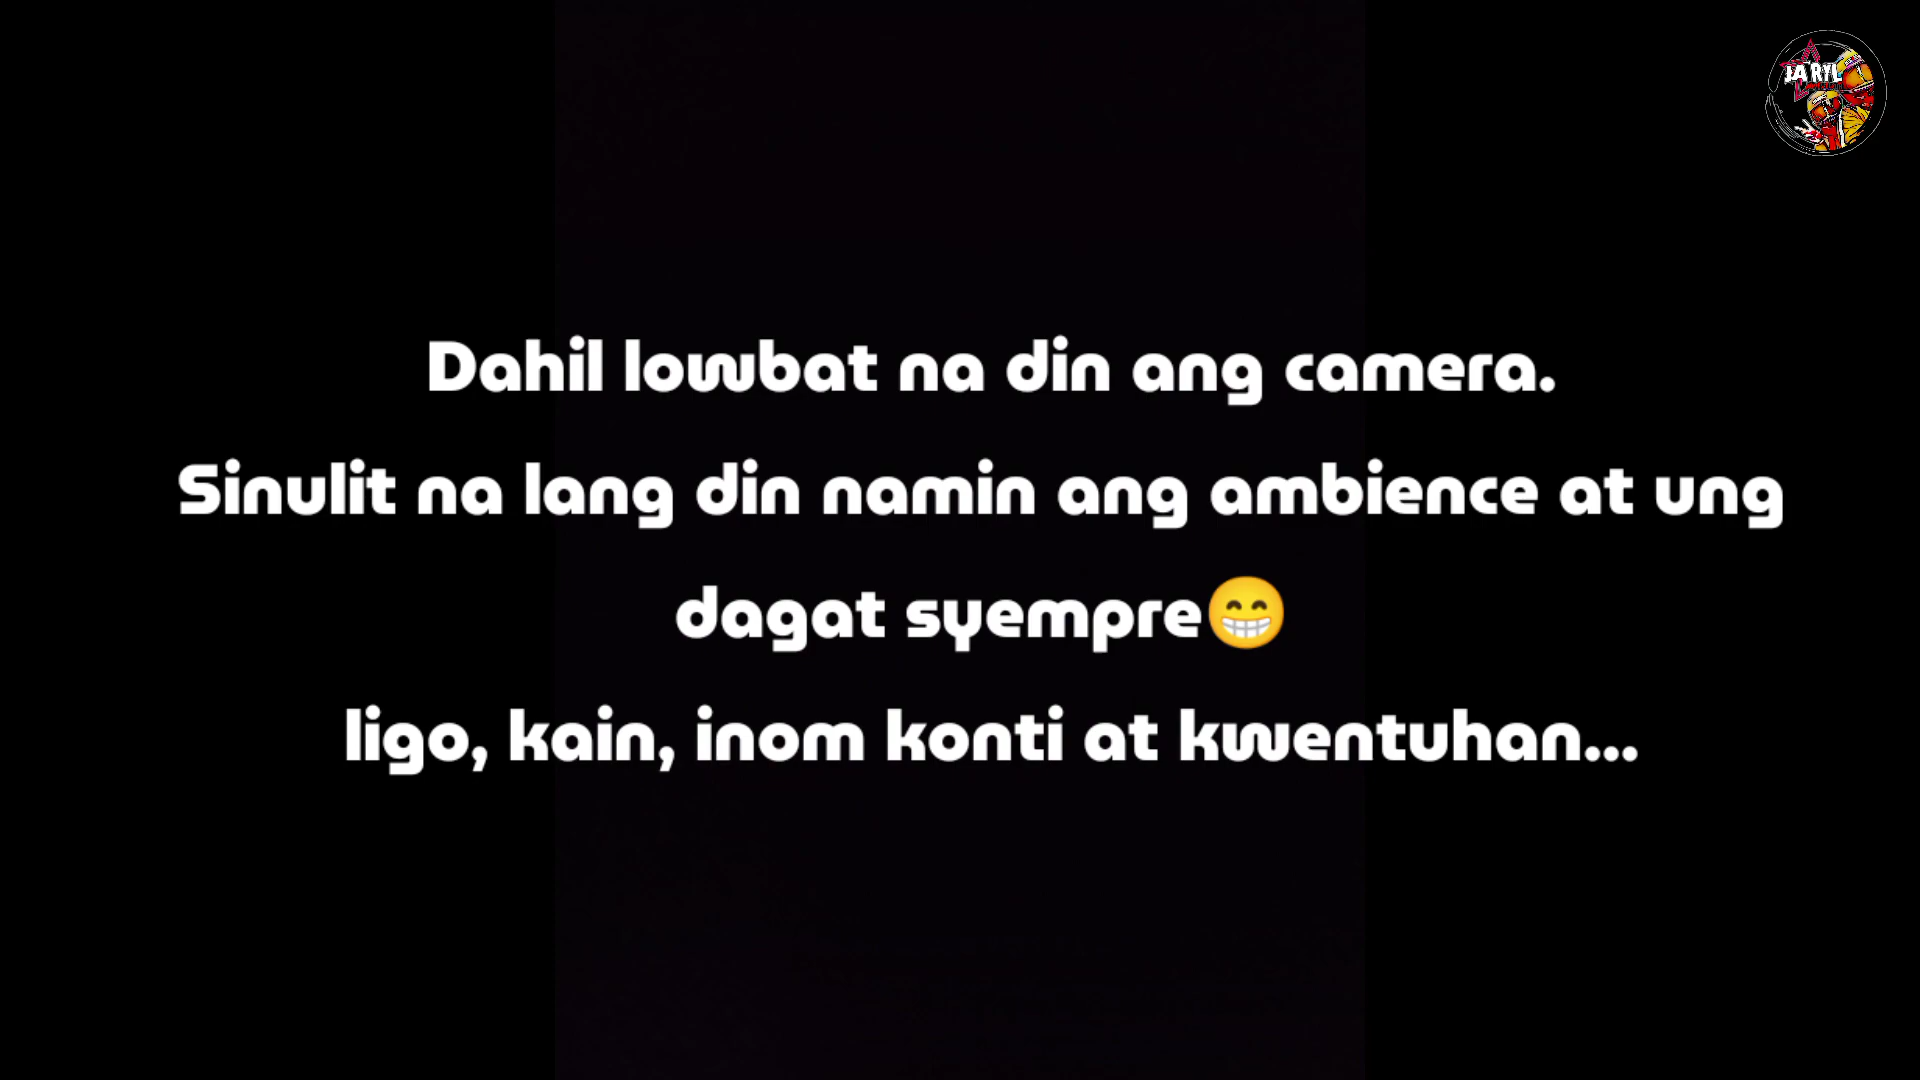 JARYL
Dahil lowbat na din ang camera.
Sinulit na lang din namin ang ambience at ung
dagat syempre😁
ligo, kain, inom konti at kwentuhan...